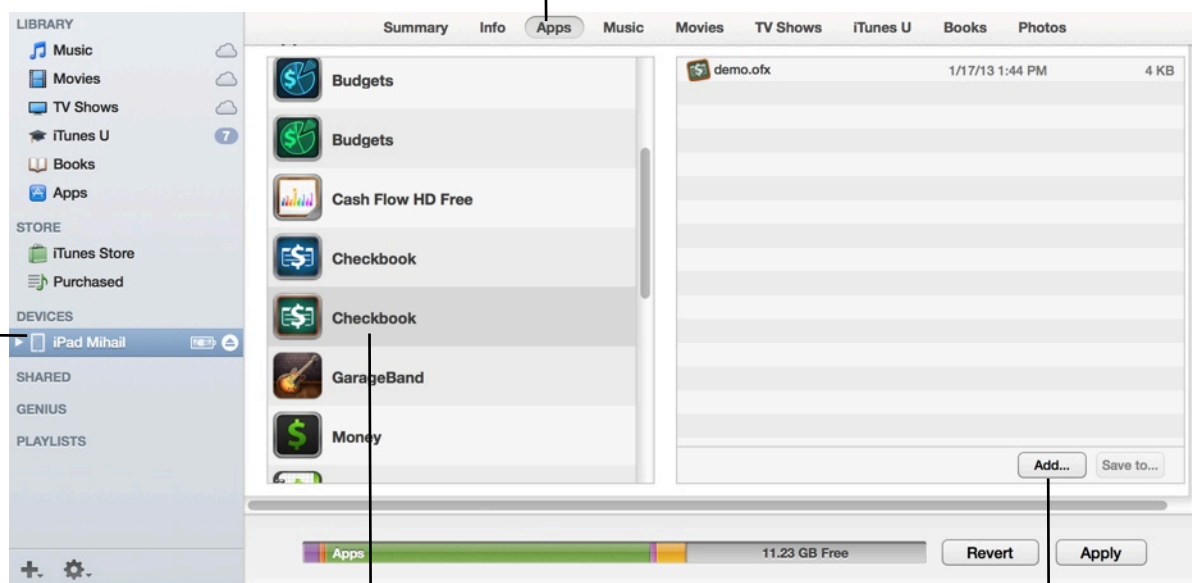 LIBRARY
Music
Movies
TV Shows
iTunes U 7
Books
Apps
STORE
iTunes Store
Purchased
DEVICES
iPad Mihail
SHARED
GENIUS
PLAYLISTS
Summary Info Apps Music Movies TV Shows iTunes U Books Photos
Budgets
Budgets
Cash Flow HD Free
Checkbook
Checkbook
GarageBand
Money
demo.ofx 1/17/13 1:44 PM 4 KB
Add... Save to...
Apps 11.23 GB Free Revert Apply